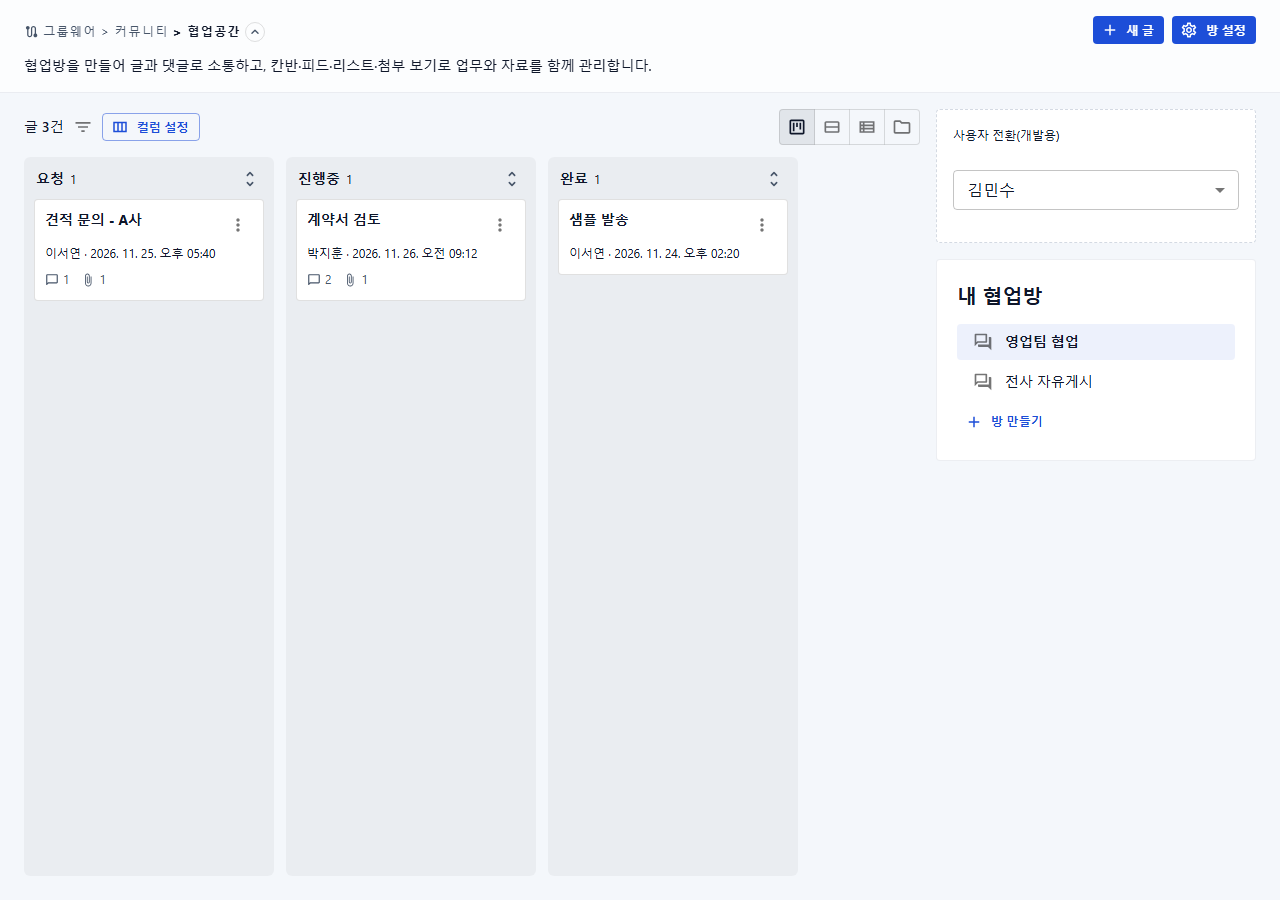 그룹웨어 > 커뮤니티 > 협업공간
새 글
방 설정
협업방을 만들어 글과 댓글로 소통하고, 칸반·피드·리스트·첨부 보기로 업무와 자료를 함께 관리합니다.
글 3건
컬럼 설정
요청 1
견적 문의 - A사
이서연 · 2026. 11. 25. 오후 05:40
1 1
진행중 1
계약서 검토
박지훈 · 2026. 11. 26. 오전 09:12
2 1
완료 1
샘플 발송
이서연 · 2026. 11. 24. 오후 02:20
사용자 전환(개발용)
김민수
내 협업방
영업팀 협업
전사 자유게시
방 만들기